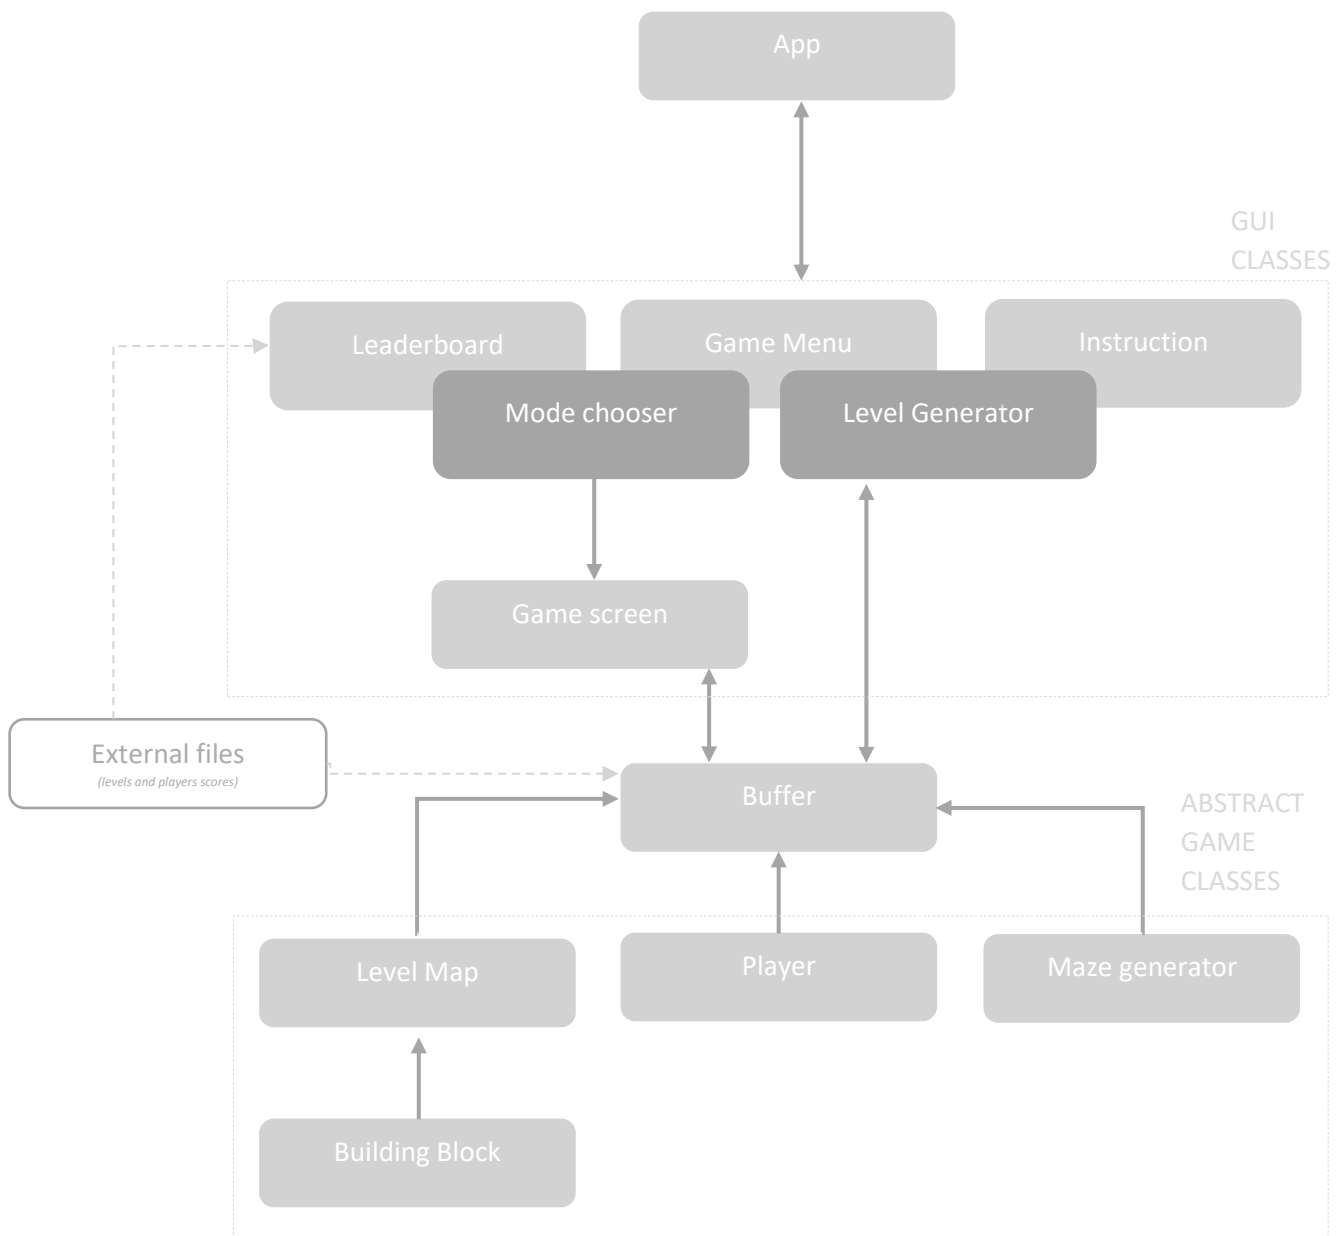 App
GUI
CLASSES
Leaderboard
Game Menu
Instruction
Mode chooser
Level Generator
Game screen
External files
(levels and players scores)
Buffer
ABSTRACT
GAME
CLASSES
Level Map
Player
Maze generator
Building Block